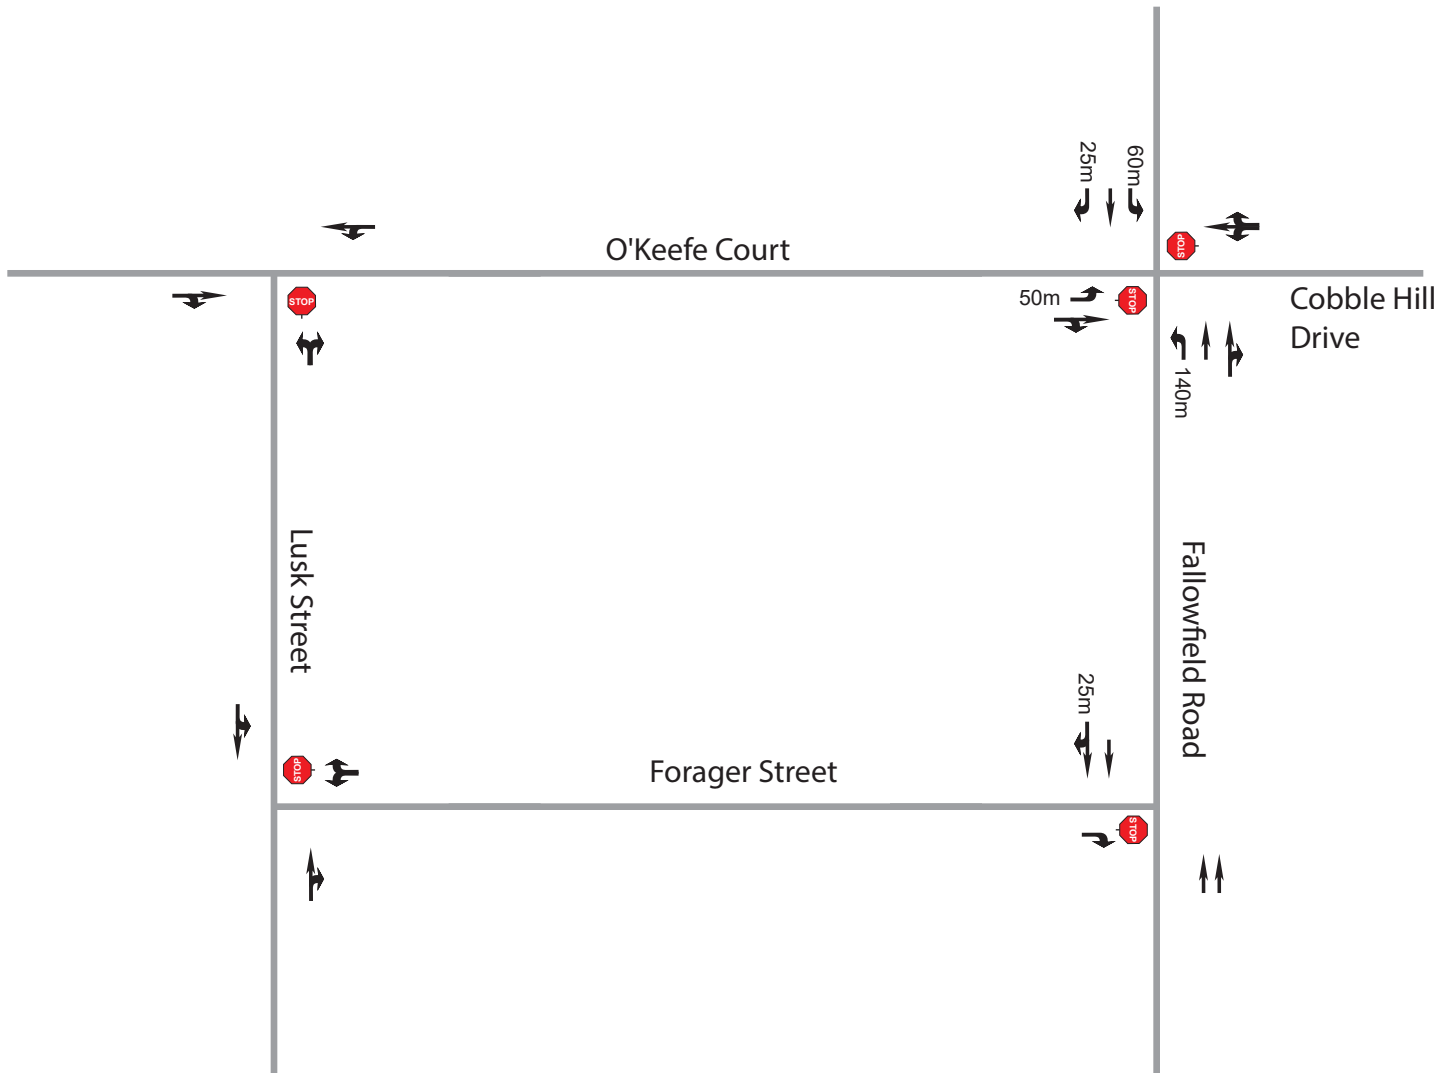 25m
60m
O'Keefe Court
STOP
STOP
50m
STOP
Cobble Hill
Drive
140m
Lusk Street
Fallowfield Road
25m
STOP
Forager Street
STOP